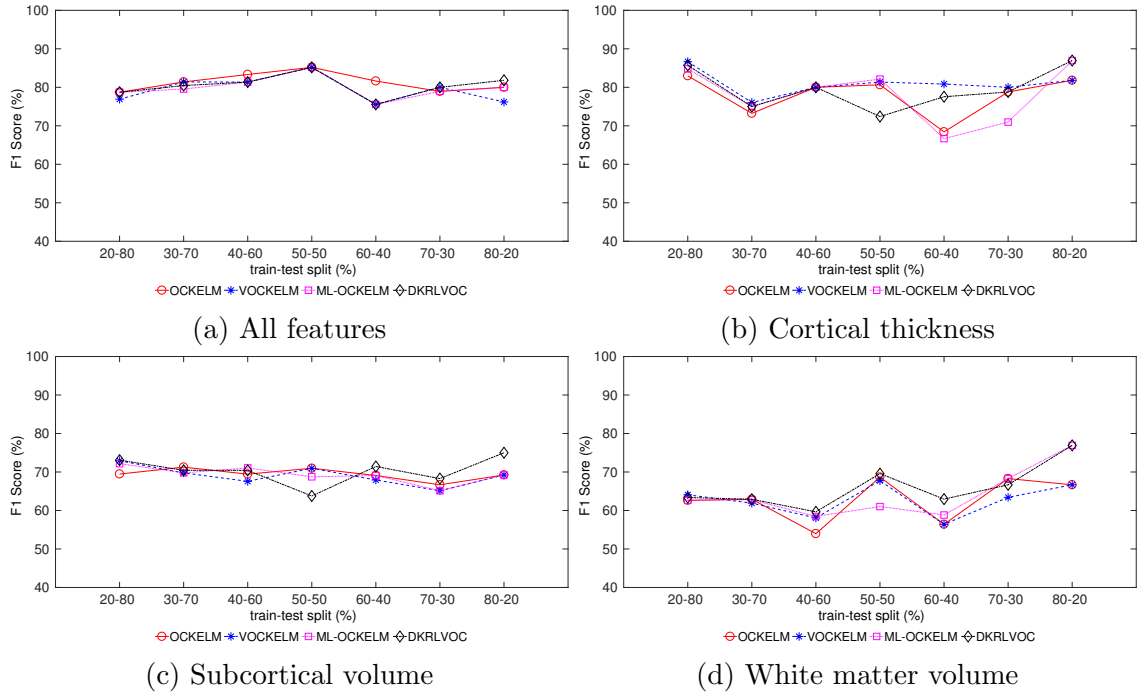 100
90
80
70
60
50
40
F1 Score (%)
20-80 30-70 40-60 50-50 60-40 70-30 80-20
train-test split (%)
OCKELM VOCKELM ML-OCKELM DKRLVOC
(a) All features
100
90
80
70
60
50
40
F1 Score (%)
20-80 30-70 40-60 50-50 60-40 70-30 80-20
train-test split (%)
OCKELM VOCKELM ML-OCKELM DKRLVOC
(b) Cortical thickness
100
90
80
70
60
50
40
F1 Score (%)
20-80 30-70 40-60 50-50 60-40 70-30 80-20
train-test split (%)
OCKELM VOCKELM ML-OCKELM DKRLVOC
(c) Subcortical volume
100
90
80
70
60
50
40
F1 Score (%)
20-80 30-70 40-60 50-50 60-40 70-30 80-20
train-test split (%)
OCKELM VOCKELM ML-OCKELM DKRLVOC
(d) White matter volume